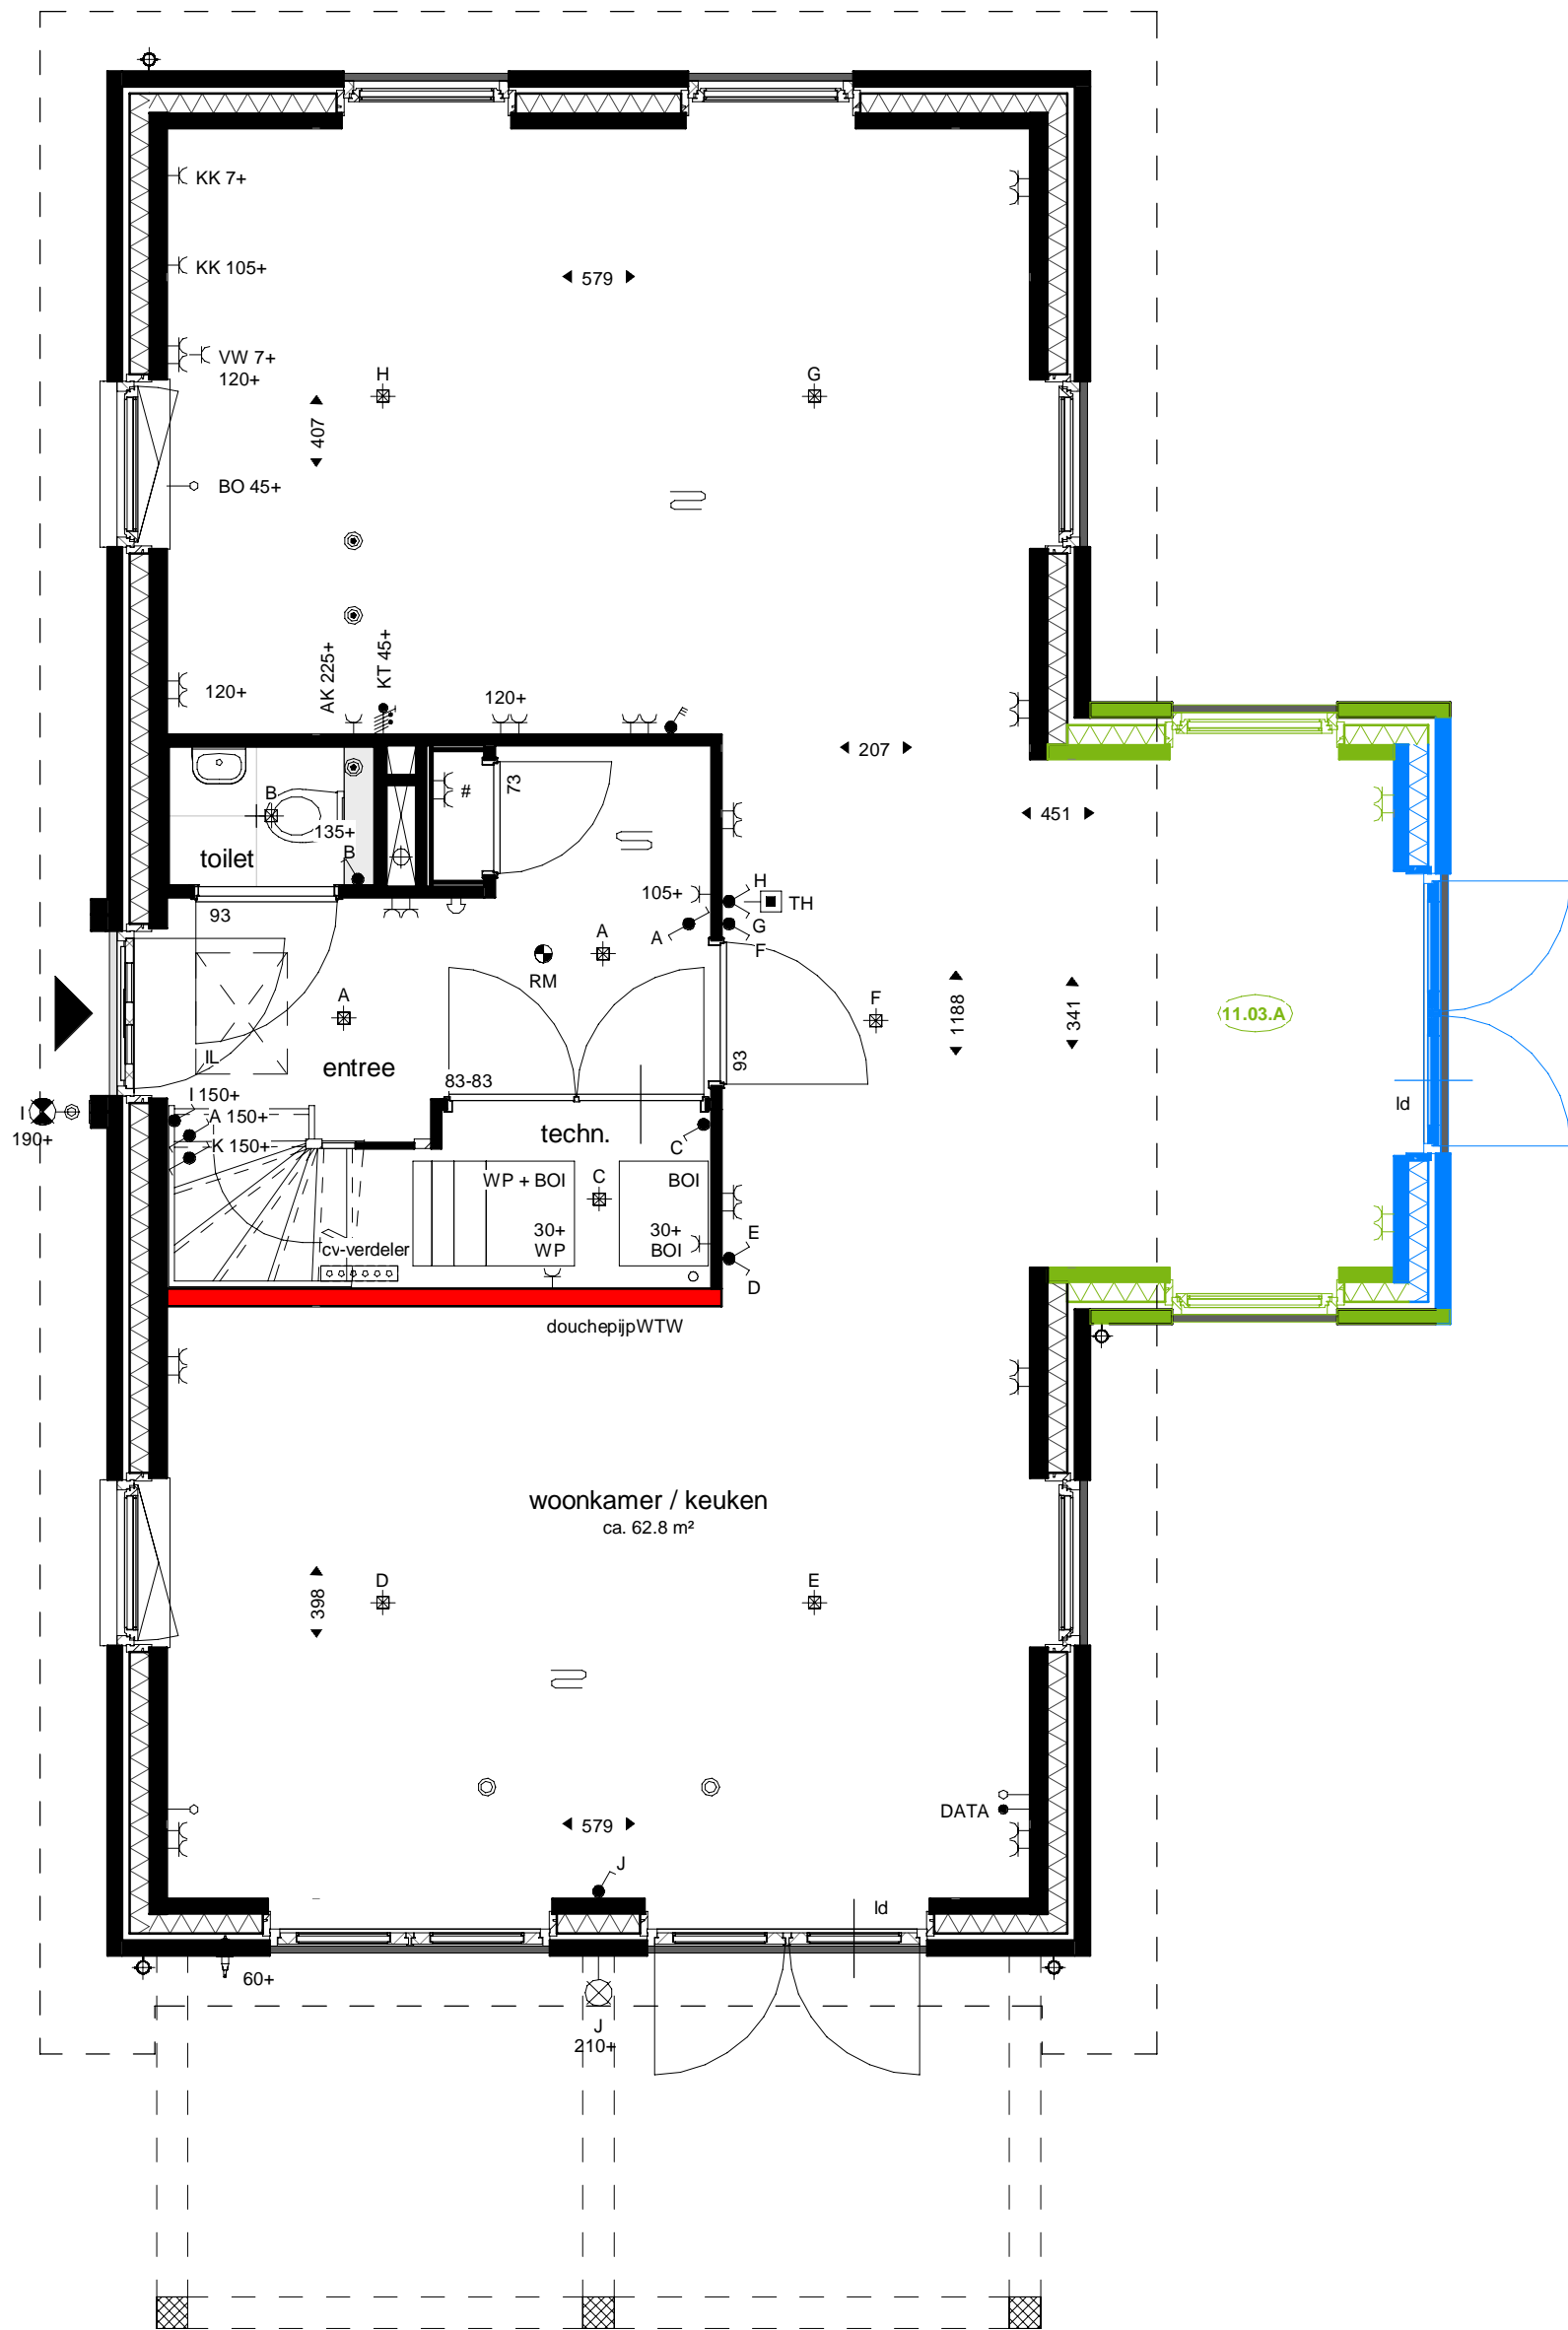 KK 7+
KK 105+
579
VW 7+
120+
H
G
407
BO 45+
AK 225+
KT 45+
120+
120+
207
73
#
451
B
135+
B
toilet
93
105+
H
TH
G
F
A
A
RM
A
F
1188
341
11.03.A
IL
entree
83-83
93
I
190+
I 150+
A 150+
K 150+
techn.
C
ld
WP + BOI
C
BOI
30+
WP
30+
BOI
E
D
cv-verdeler
douchepijpWTW
woonkamer / keuken
ca. 62.8 m²
D
E
398
DATA
579
J
ld
60+
J
210+